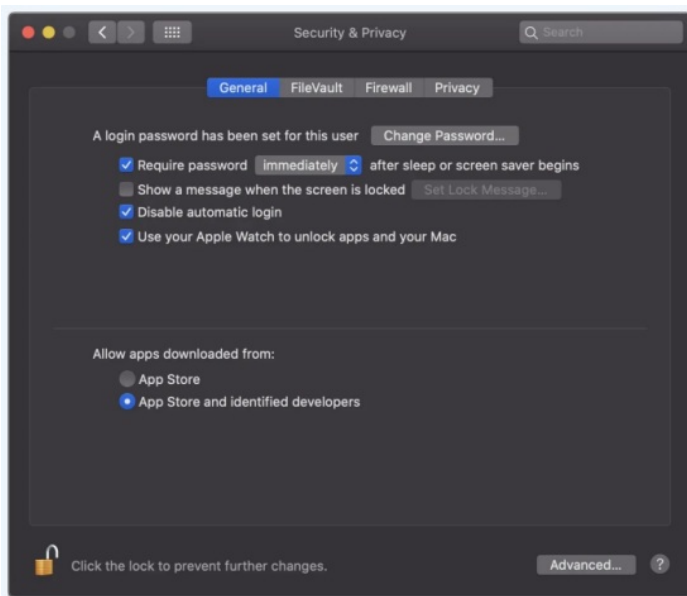 Security & Privacy
Search
General FileVault Firewall Privacy
A login password has been set for this user Change Password...
Require password immediately after sleep or screen saver begins
Show a message when the screen is locked Set Lock Message...
Disable automatic login
Use your Apple Watch to unlock apps and your Mac
Allow apps downloaded from:
App Store
App Store and identified developers
Click the lock to prevent further changes.
Advanced... ?